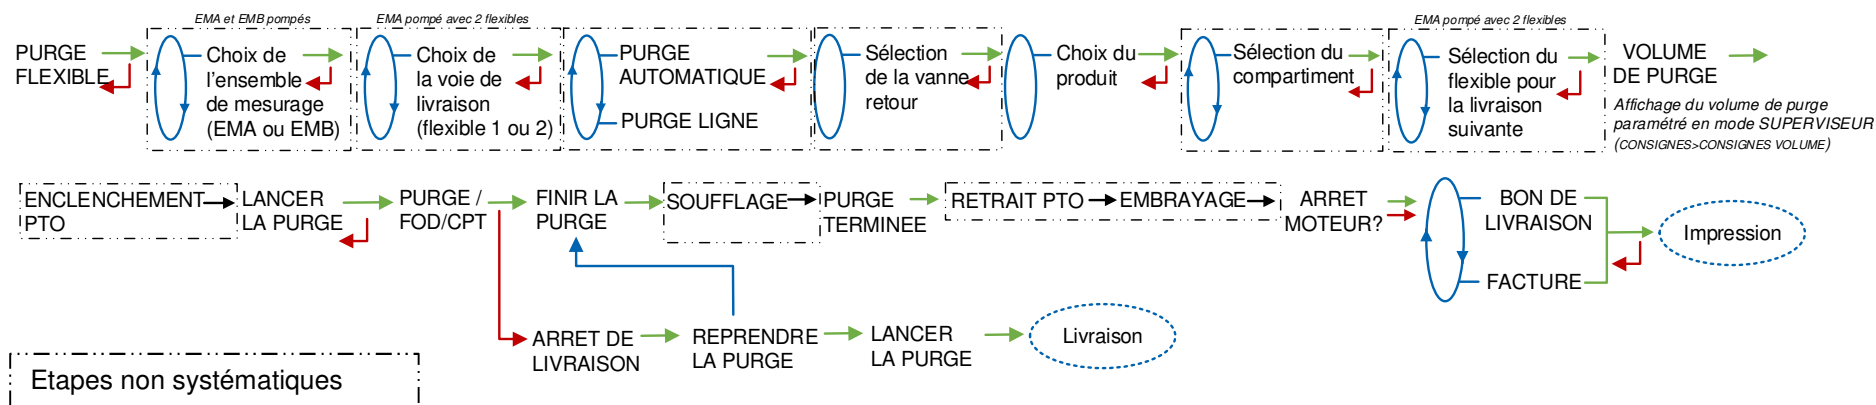 EMA et EMB pompés
EMA pompé avec 2 flexibles
EMA pompé avec 2 flexibles
PURGE
FLEXIBLE
Choix de
l'ensemble
de mesurage
(EMA ou EMB)
Choix de
la voie de
livraison
(flexible 1 ou 2)
PURGE
AUTOMATIQUE
PURGE LIGNE
Sélection
de la vanne
retour
Choix du
produit
Sélection du
compartiment
Sélection du
flexible pour
la livraison
suivante
VOLUME
DE PURGE
Affichage du volume de purge
paramétré en mode SUPERVISEUR
(CONSIGNES>CONSIGNES VOLUME)
ENCLENCHEMENT
PTO
LANCER
LA PURGE
PURGE /
FOD/CPT
FINIR LA
PURGE
SOUFFLAGE
PURGE
TERMINEE
RETRAIT PTO
EMBRAYAGE
ARRET
MOTEUR?
BON DE
LIVRAISON
FACTURE
Impression
ARRET DE
LIVRAISON
REPRENDRE
LA PURGE
LANCER
LA PURGE
Livraison
Etapes non systématiques